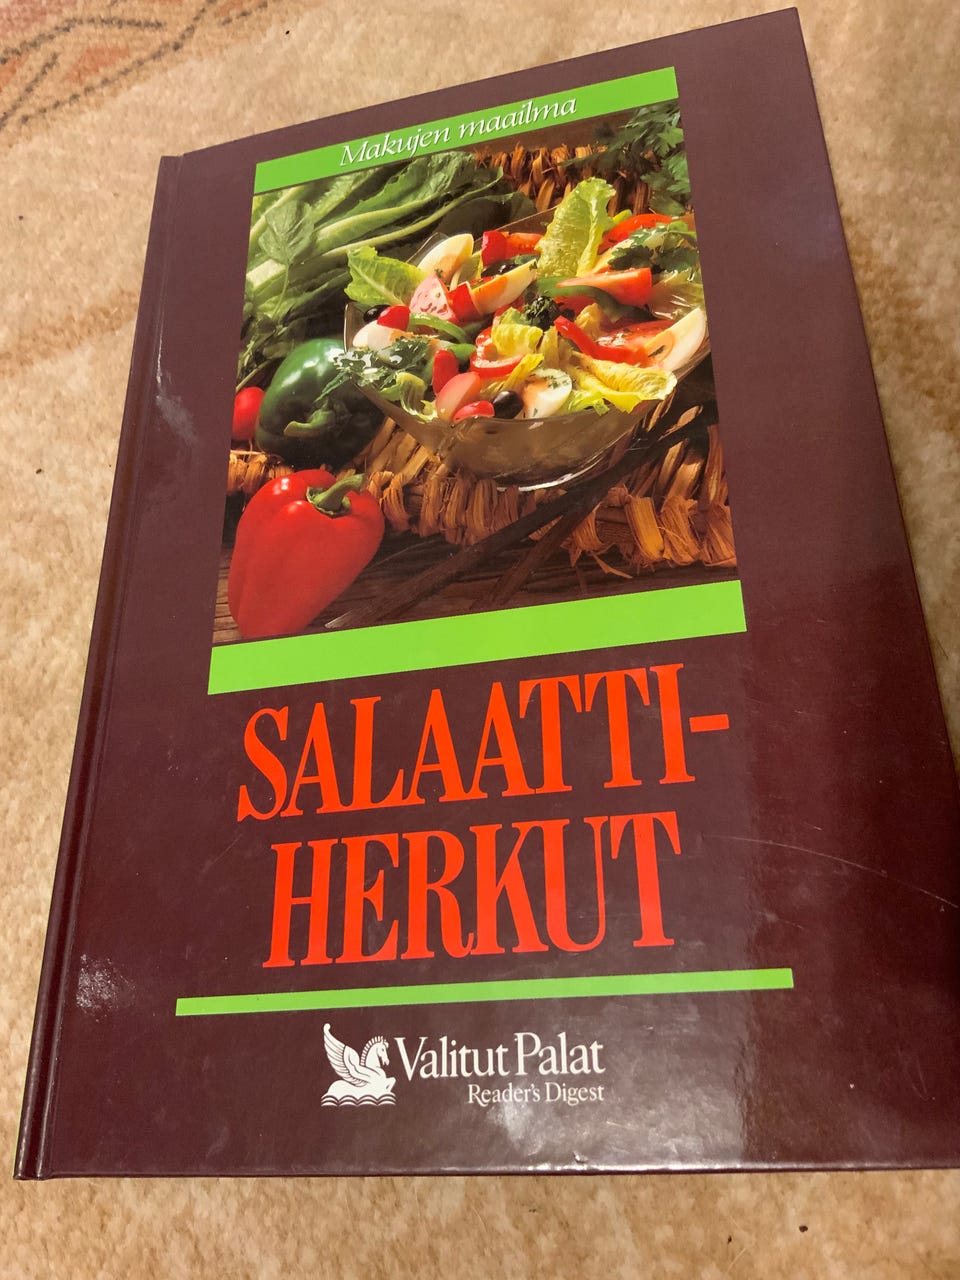 Makujen maailma
SALAATTI-
HERKUT
Valitut Palat
Reader's Digest